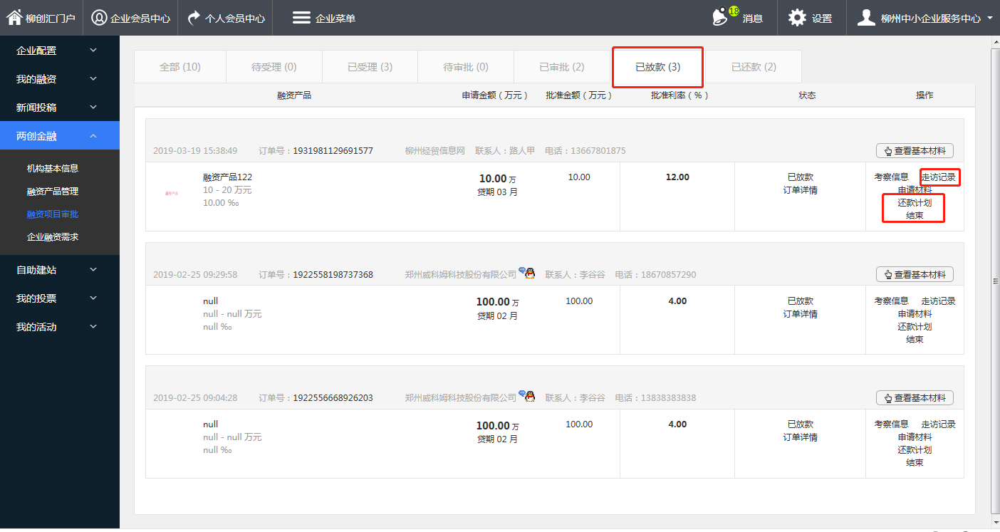 柳创汇门户 企业会员中心 个人会员中心 企业菜单 18 消息 设置 柳州中小企业服务中心
企业配置
我的融资
新闻投稿
两创金融
机构基本信息
融资产品管理
融资项目审批
企业融资需求
自助建站
我的投票
我的活动
全部 (10) 待受理 (0) 已受理 (3) 待审批 (0) 已审批 (2) 已放款 (3) 已还款 (2)
融资产品 申请金额（万元） 批准金额（万元） 批准利率（%） 状态 操作
2019-03-19 15:38:49 订单号：1931981129691577 柳州经贸信息网 联系人：路人甲 电话：13667801875 查看基本材料
融资产品
融资产品122 10.00 万 10.00 12.00 已放款 考察信息 走访记录
10 - 20 万元 贷期 03 月 订单详情 申请材料
10.00 ‰ 还款计划
结束
2019-02-25 09:29:58 订单号：1922558198737368 郑州威科姆科技股份有限公司 联系人：李谷谷 电话：18670857290 查看基本材料
null 100.00 万 100.00 4.00 已放款 考察信息 走访记录
null - null 万元 贷期 02 月 订单详情 申请材料
null ‰ 还款计划
结束
2019-02-25 09:04:28 订单号：1922556668926203 郑州威科姆科技股份有限公司 联系人：李谷谷 电话：13838383838 查看基本材料
null 100.00 万 100.00 4.00 已放款 考察信息 走访记录
null - null 万元 贷期 02 月 订单详情 申请材料
null ‰ 还款计划
结束